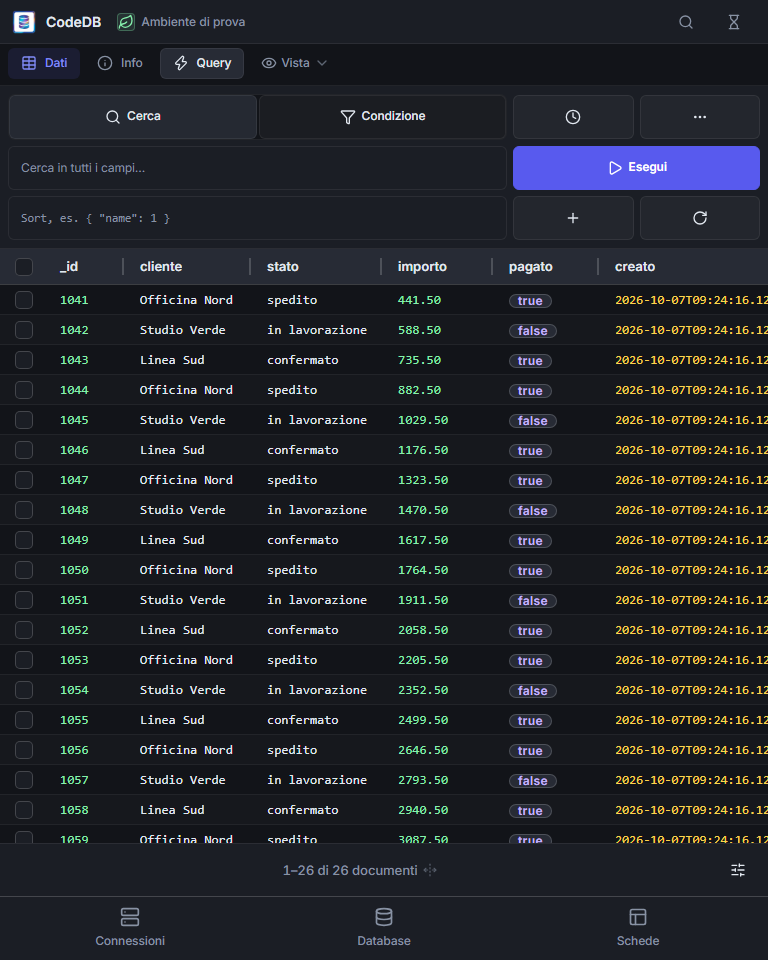 CodeDB Ambiente di prova
Dati Info Query Vista
Cerca Condizione ...
Cerca in tutti i campi... Esegui
Sort, es. { "name": 1 }
_id cliente stato importo pagato creato
1041 Officina Nord spedito 441.50 true 2026-10-07T09:24:16.12
1042 Studio Verde in lavorazione 588.50 false 2026-10-07T09:24:16.12
1043 Linea Sud confermato 735.50 true 2026-10-07T09:24:16.12
1044 Officina Nord spedito 882.50 true 2026-10-07T09:24:16.12
1045 Studio Verde in lavorazione 1029.50 false 2026-10-07T09:24:16.12
1046 Linea Sud confermato 1176.50 true 2026-10-07T09:24:16.12
1047 Officina Nord spedito 1323.50 true 2026-10-07T09:24:16.12
1048 Studio Verde in lavorazione 1470.50 false 2026-10-07T09:24:16.12
1049 Linea Sud confermato 1617.50 true 2026-10-07T09:24:16.12
1050 Officina Nord spedito 1764.50 true 2026-10-07T09:24:16.12
1051 Studio Verde in lavorazione 1911.50 false 2026-10-07T09:24:16.12
1052 Linea Sud confermato 2058.50 true 2026-10-07T09:24:16.12
1053 Officina Nord spedito 2205.50 true 2026-10-07T09:24:16.12
1054 Studio Verde in lavorazione 2352.50 false 2026-10-07T09:24:16.12
1055 Linea Sud confermato 2499.50 true 2026-10-07T09:24:16.12
1056 Officina Nord spedito 2646.50 true 2026-10-07T09:24:16.12
1057 Studio Verde in lavorazione 2793.50 false 2026-10-07T09:24:16.12
1058 Linea Sud confermato 2940.50 true 2026-10-07T09:24:16.12
1059 Officina Nord spedito 3087.50 true 2026-10-07T09:24:16.12
1–26 di 26 documenti
Connessioni Database Schede